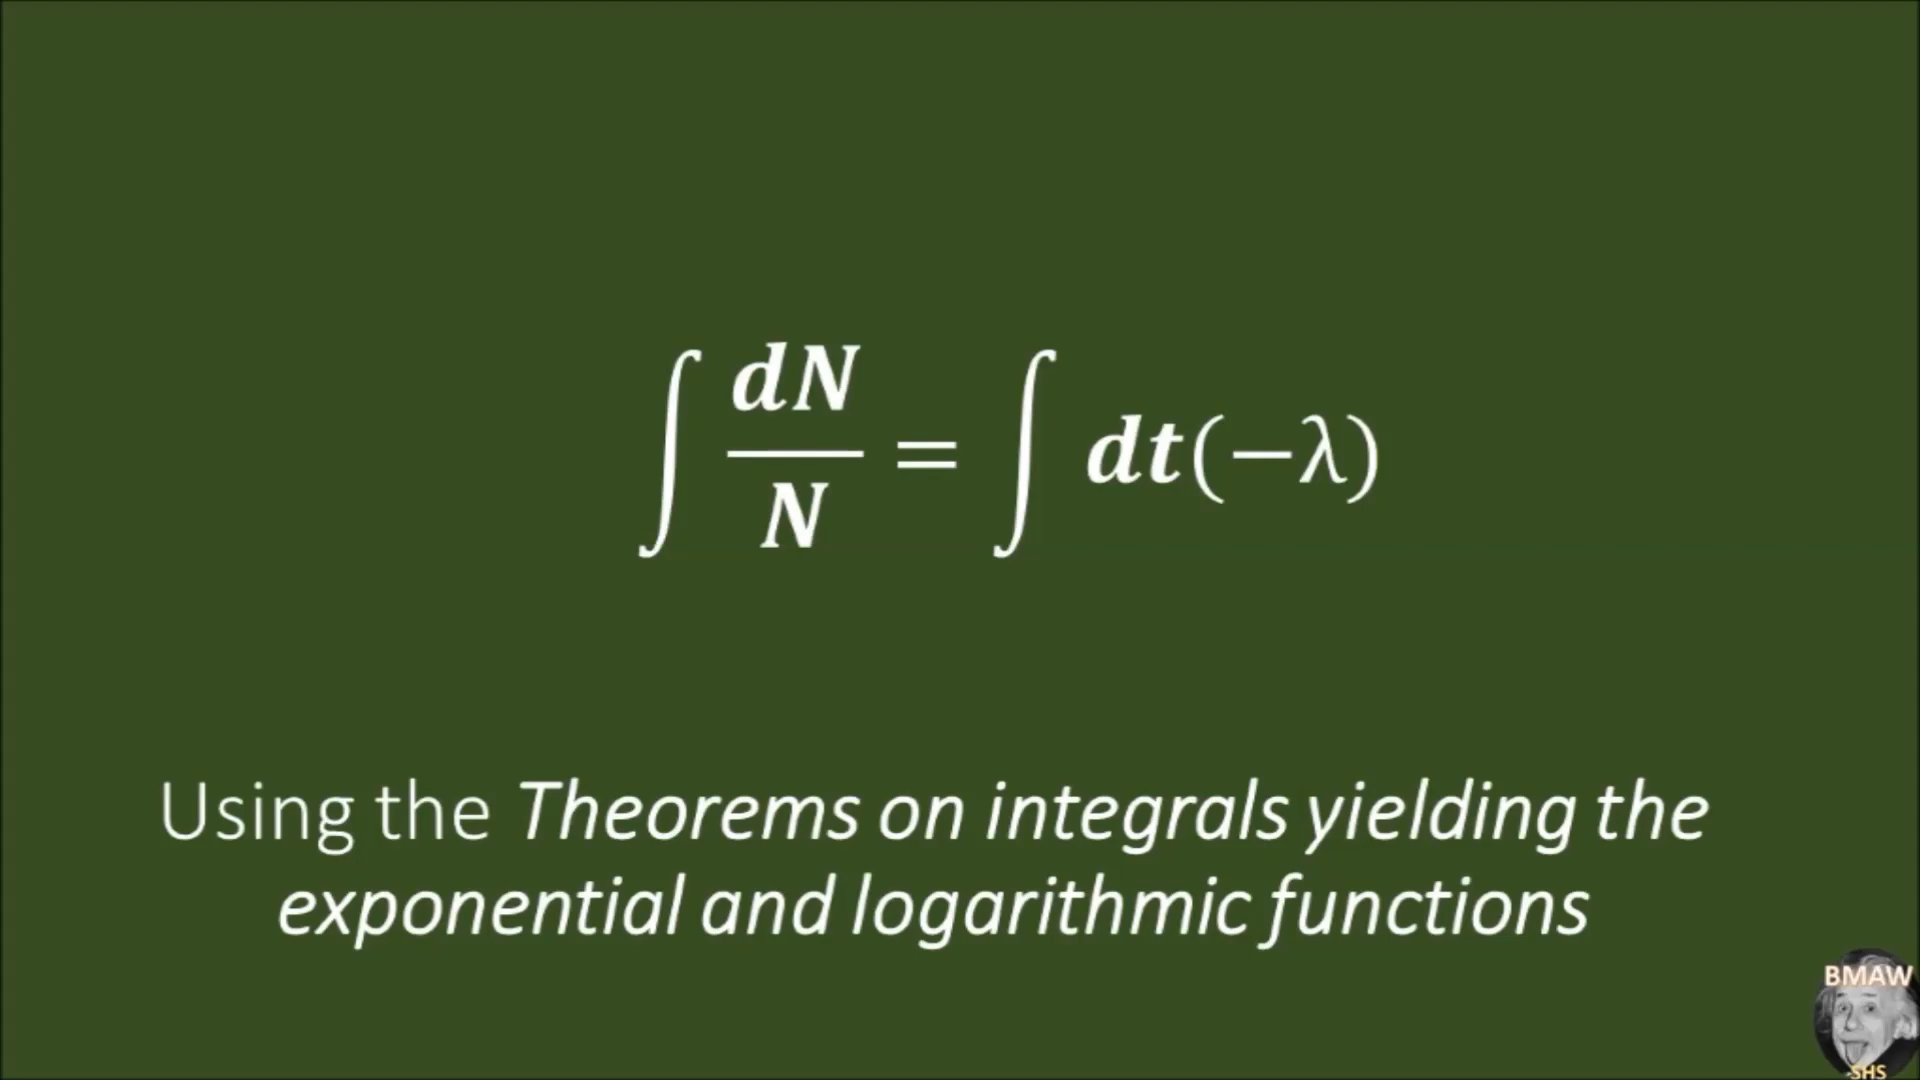 ∫ dN/N = ∫ dt(−λ)
Using the Theorems on integrals yielding the
exponential and logarithmic functions
BMAW
SHS